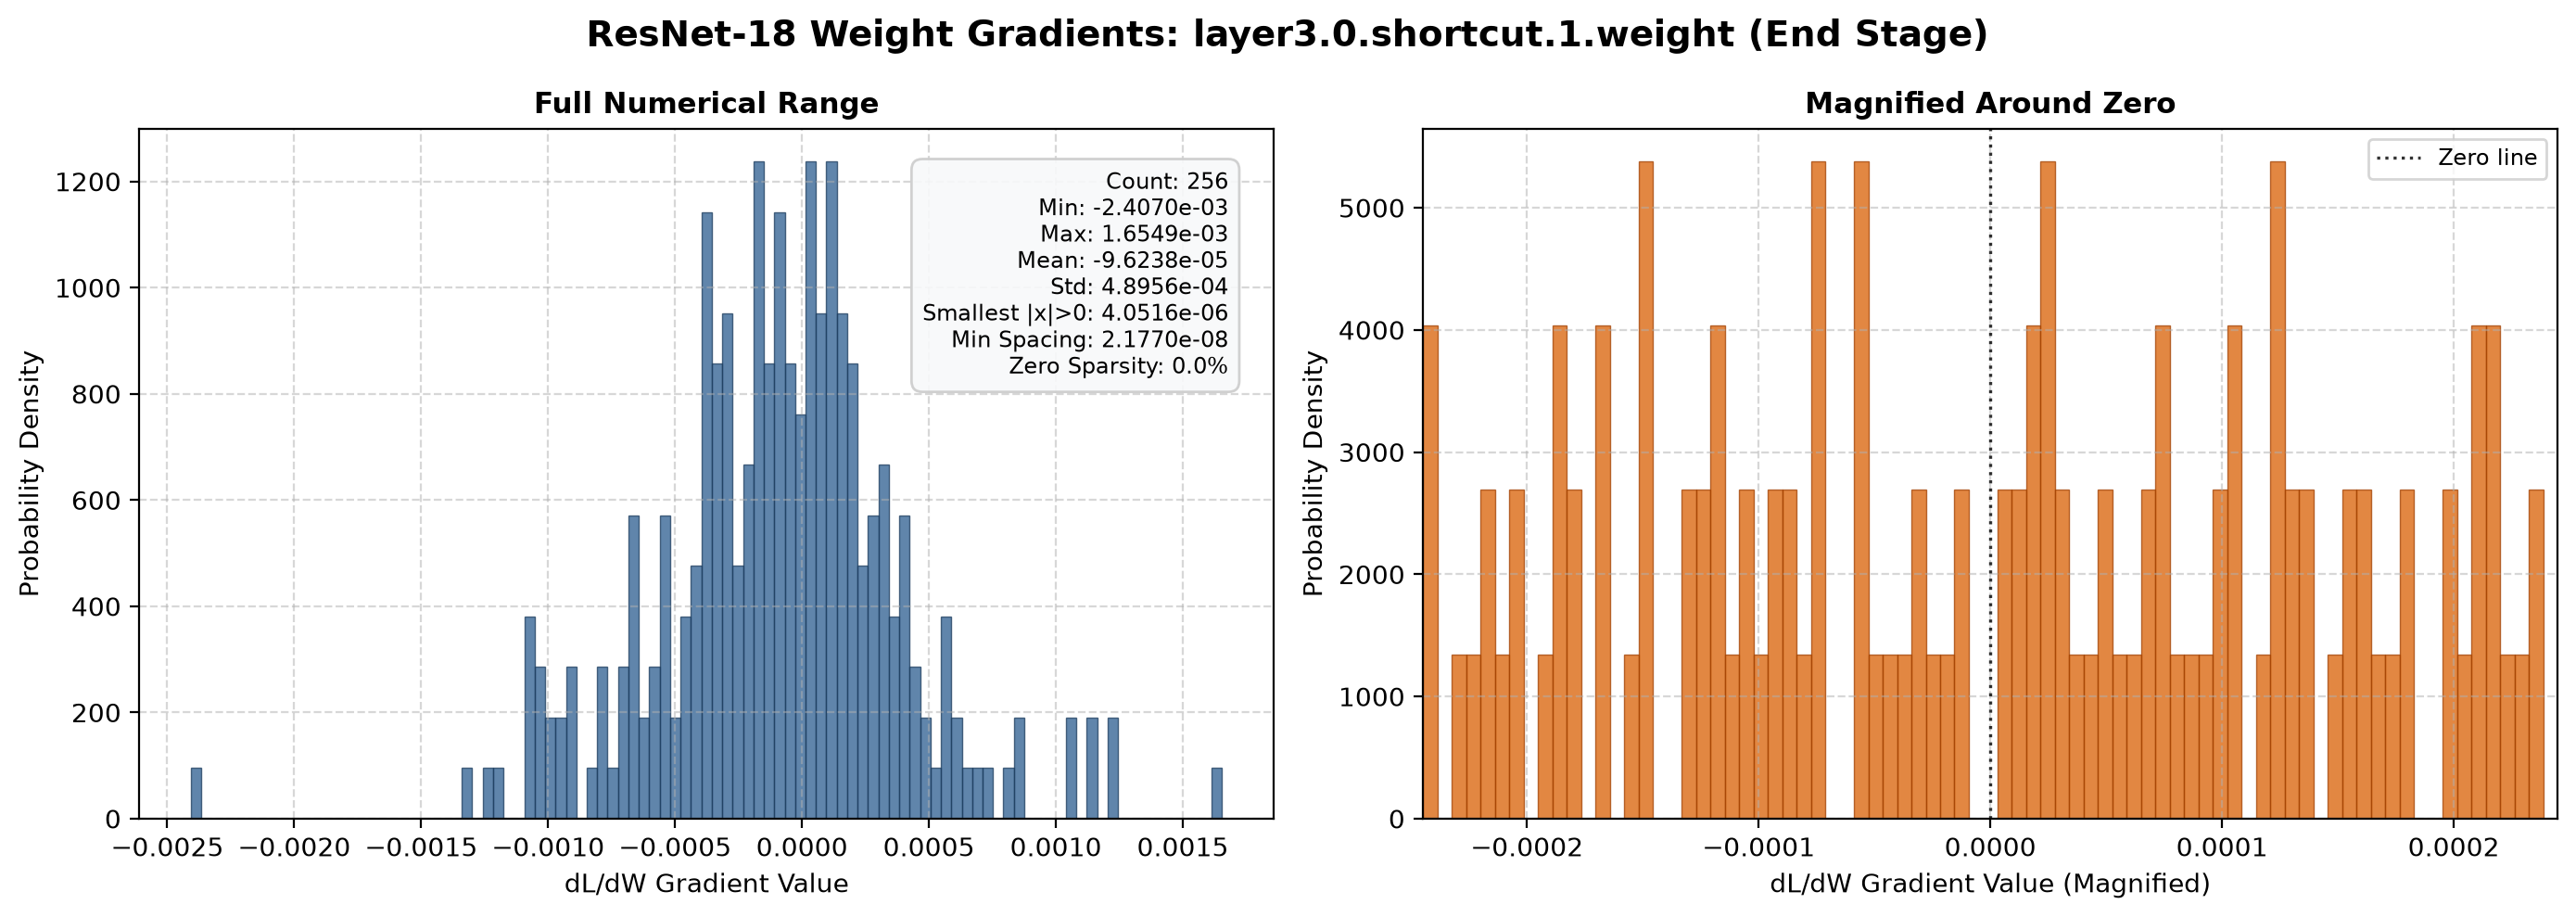 ResNet-18 Weight Gradients: layer3.0.shortcut.1.weight (End Stage)
Full Numerical Range
Probability Density
1200
1000
800
600
400
200
0
Count: 256
Min: -2.4070e-03
Max: 1.6549e-03
Mean: -9.6238e-05
Std: 4.8956e-04
Smallest |x|>0: 4.0516e-06
Min Spacing: 2.1770e-08
Zero Sparsity: 0.0%
−0.0025 −0.0020 −0.0015 −0.0010 −0.0005 0.0000 0.0005 0.0010 0.0015
dL/dW Gradient Value
Magnified Around Zero
Probability Density
5000
4000
3000
2000
1000
0
Zero line
−0.0002 −0.0001 0.0000 0.0001 0.0002
dL/dW Gradient Value (Magnified)